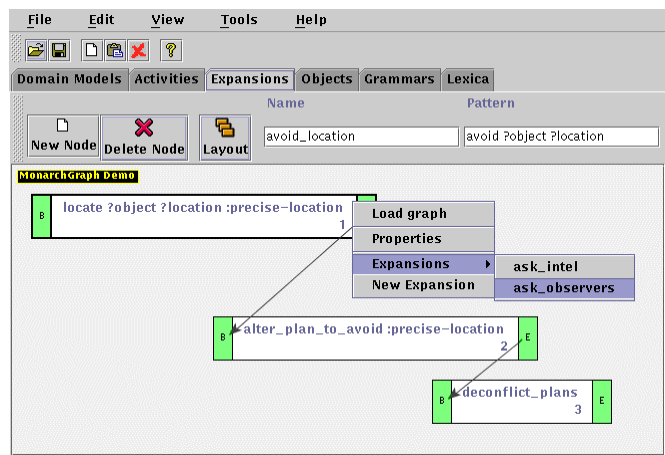 File Edit View Tools Help
Domain Models Activities Expansions Objects Grammars Lexica
Name Pattern
New Node Delete Node Layout avoid_location avoid ?object ?location
MonarchGraph Demo
B locate ?object ?location :precise-location
1
Load graph
Properties
Expansions ask_intel
New Expansion ask_observers
B alter_plan_to_avoid :precise-location E
2
B deconflict_plans E
3